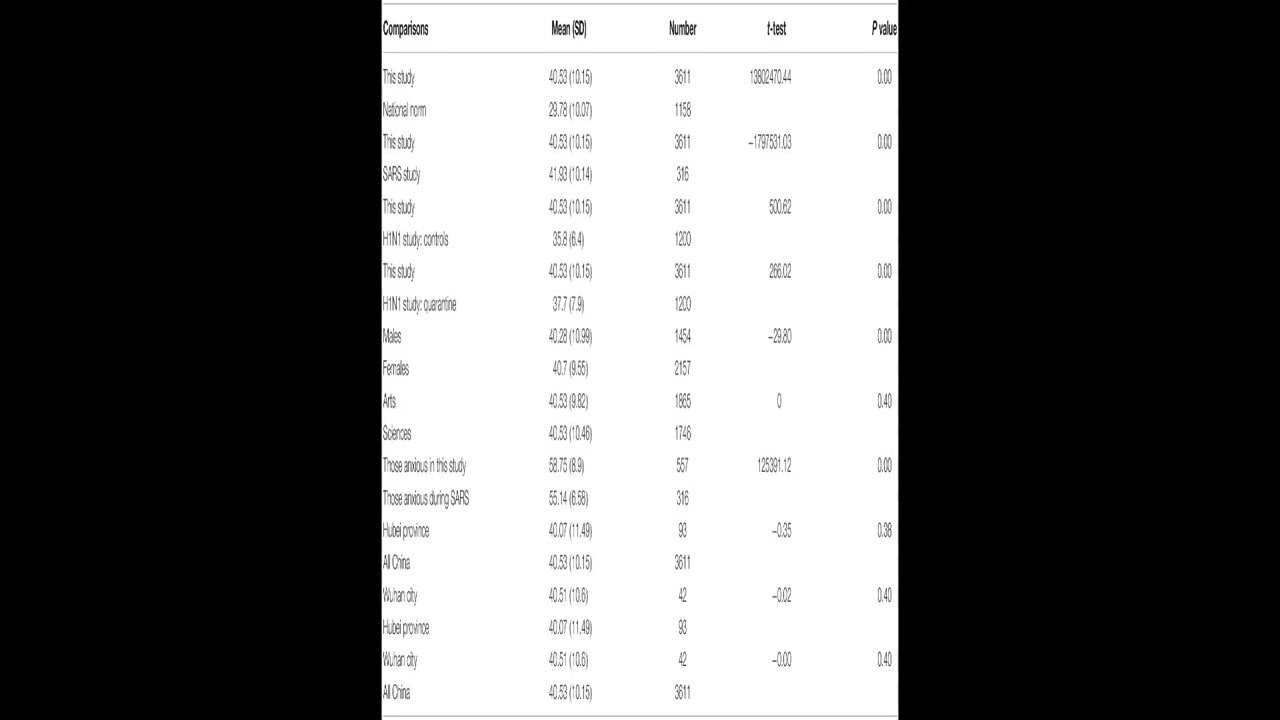 Comparisons Mean (SD) Number t-test P value
This study 40.53 (10.15) 3611 13802470.44 0.00
National norm 29.78 (10.07) 1158
This study 40.53 (10.15) 3611 −1797531.03 0.00
SARS study 41.93 (10.14) 316
This study 40.53 (10.15) 3611 500.62 0.00
H1N1 study: controls 35.8 (6.4) 1200
This study 40.53 (10.15) 3611 266.02 0.00
H1N1 study: quarantine 37.7 (7.9) 1200
Males 40.28 (10.99) 1454 −29.80 0.00
Females 40.7 (9.55) 2157
Arts 40.53 (9.82) 1865 0 0.40
Sciences 40.53 (10.46) 1746
Those anxious in this study 58.75 (8.9) 557 125391.12 0.00
Those anxious during SARS 55.14 (6.58) 316
Hubei province 40.07 (11.49) 93 −0.35 0.38
All China 40.53 (10.15) 3611
Wuhan city 40.51 (10.6) 42 −0.02 0.40
Hubei province 40.07 (11.49) 93
Wuhan city 40.51 (10.6) 42 −0.00 0.40
All China 40.53 (10.15) 3611